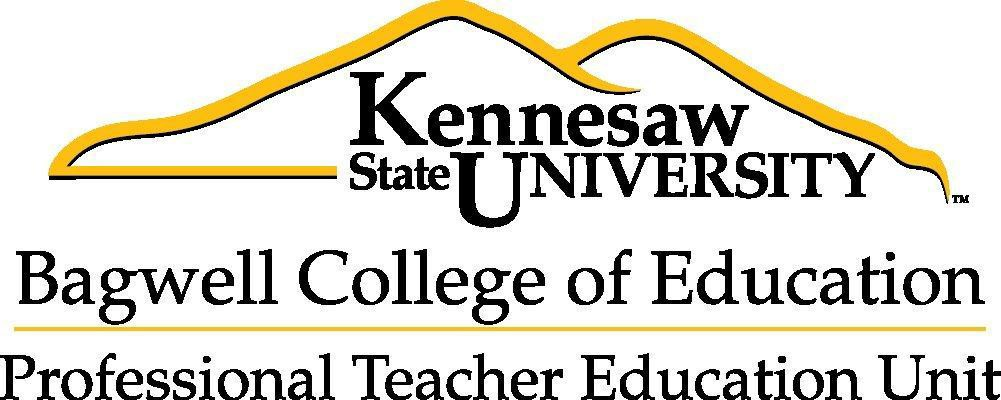 Kennesaw
State UNIVERSITY ™
Bagwell College of Education
Professional Teacher Education Unit